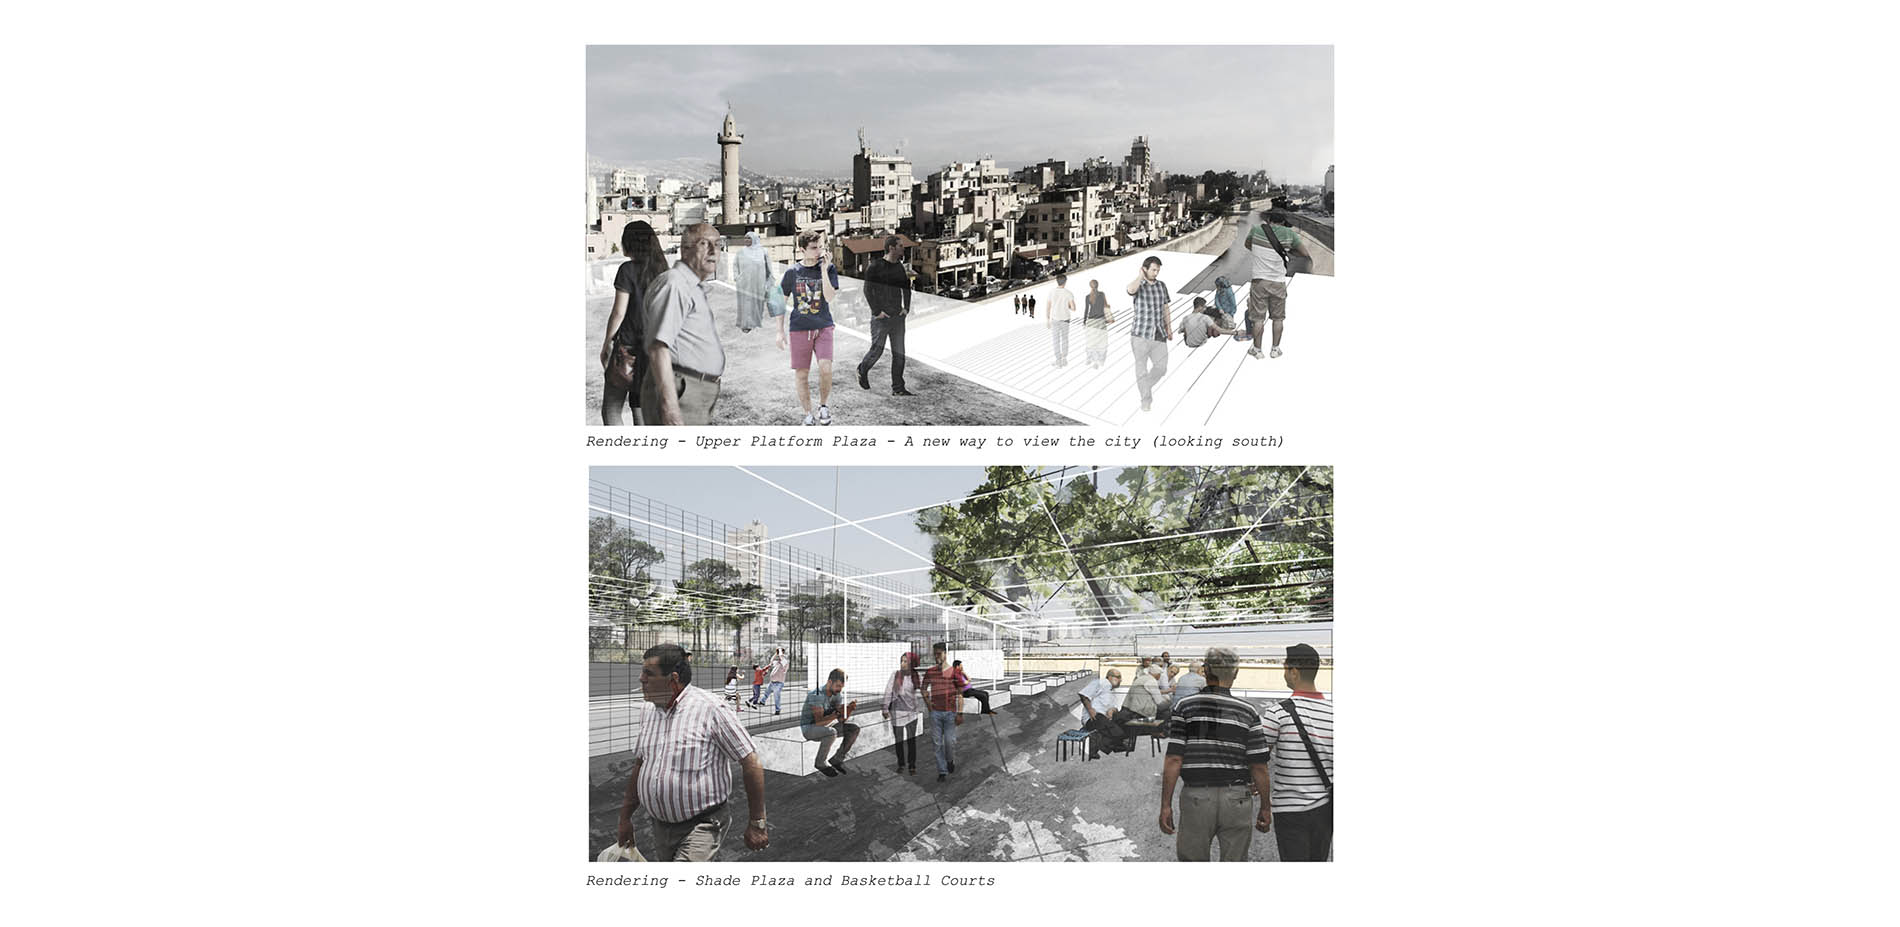 Rendering - Upper Platform Plaza - A new way to view the city (looking south)
Rendering - Shade Plaza and Basketball Courts